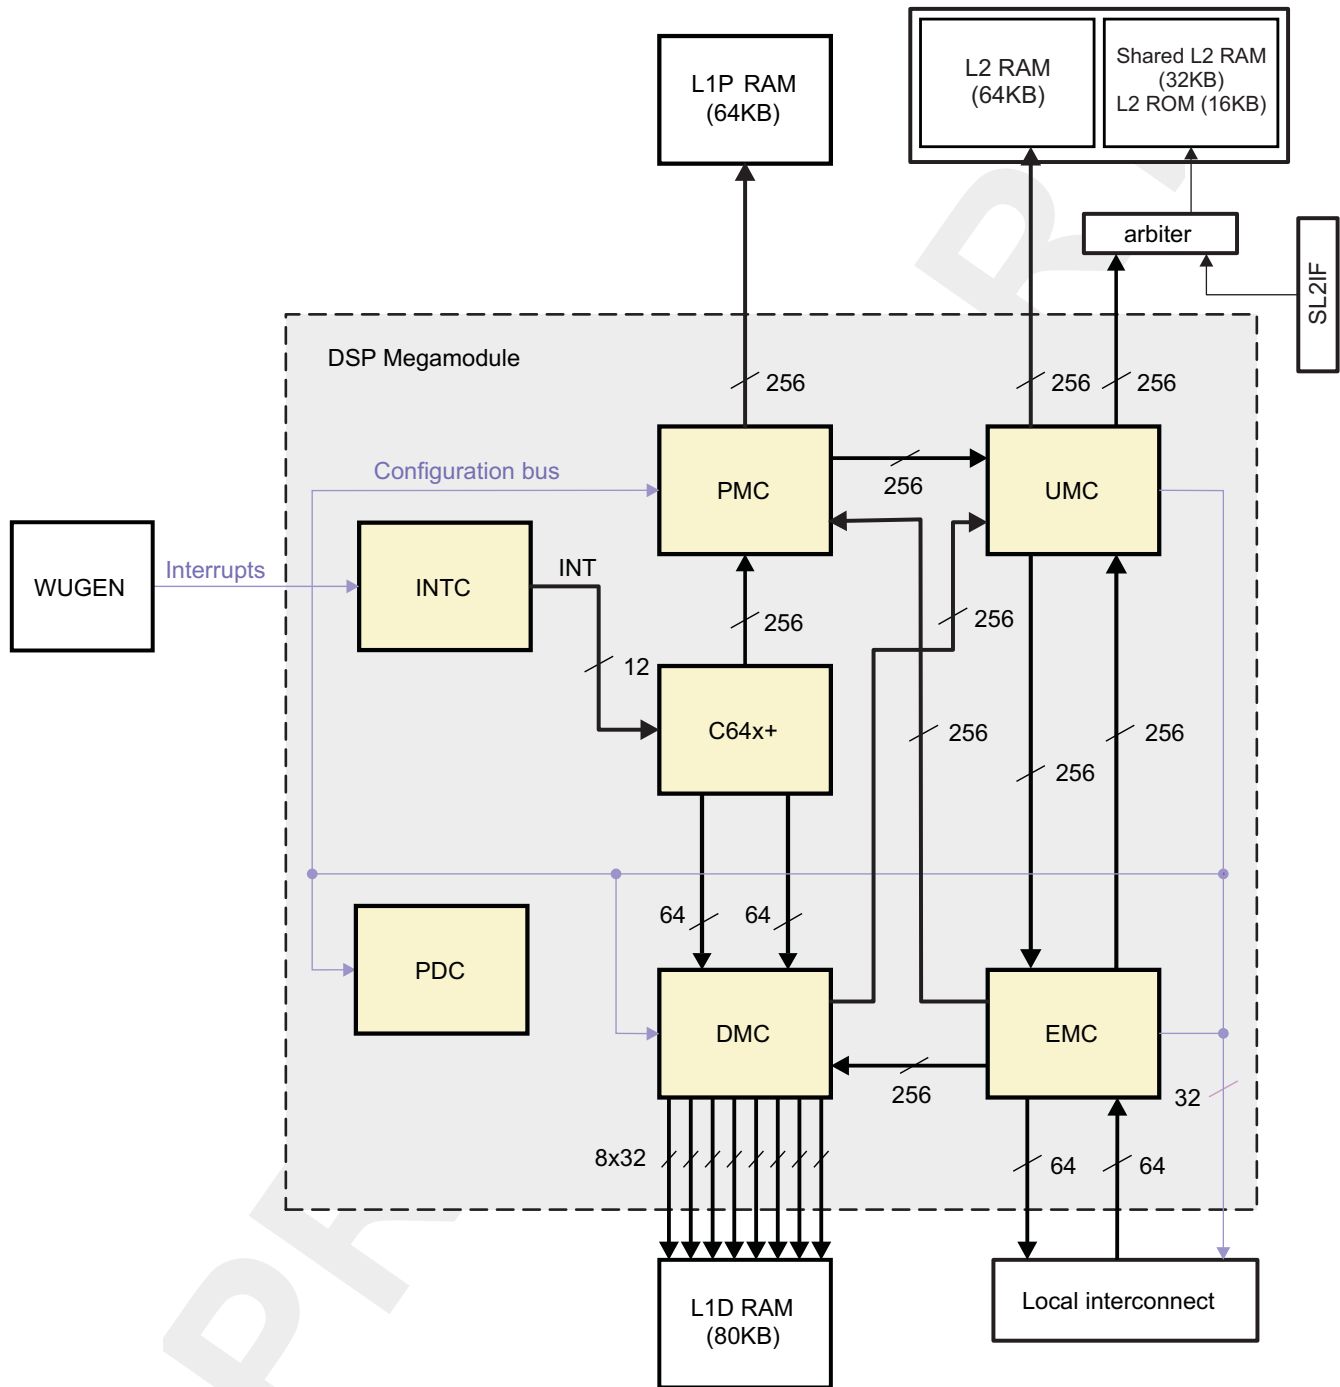 L1P RAM
(64KB)
L2 RAM
(64KB)
Shared L2 RAM
(32KB)
L2 ROM (16KB)
arbiter
SL2IF
DSP Megamodule
256
256
256
Configuration bus
PMC
256
UMC
WUGEN
Interrupts
INTC
INT
256
256
12
C64x+
256
256
256
64
64
PDC
DMC
EMC
256
32
8x32
64
64
L1D RAM
(80KB)
Local interconnect
PR
R